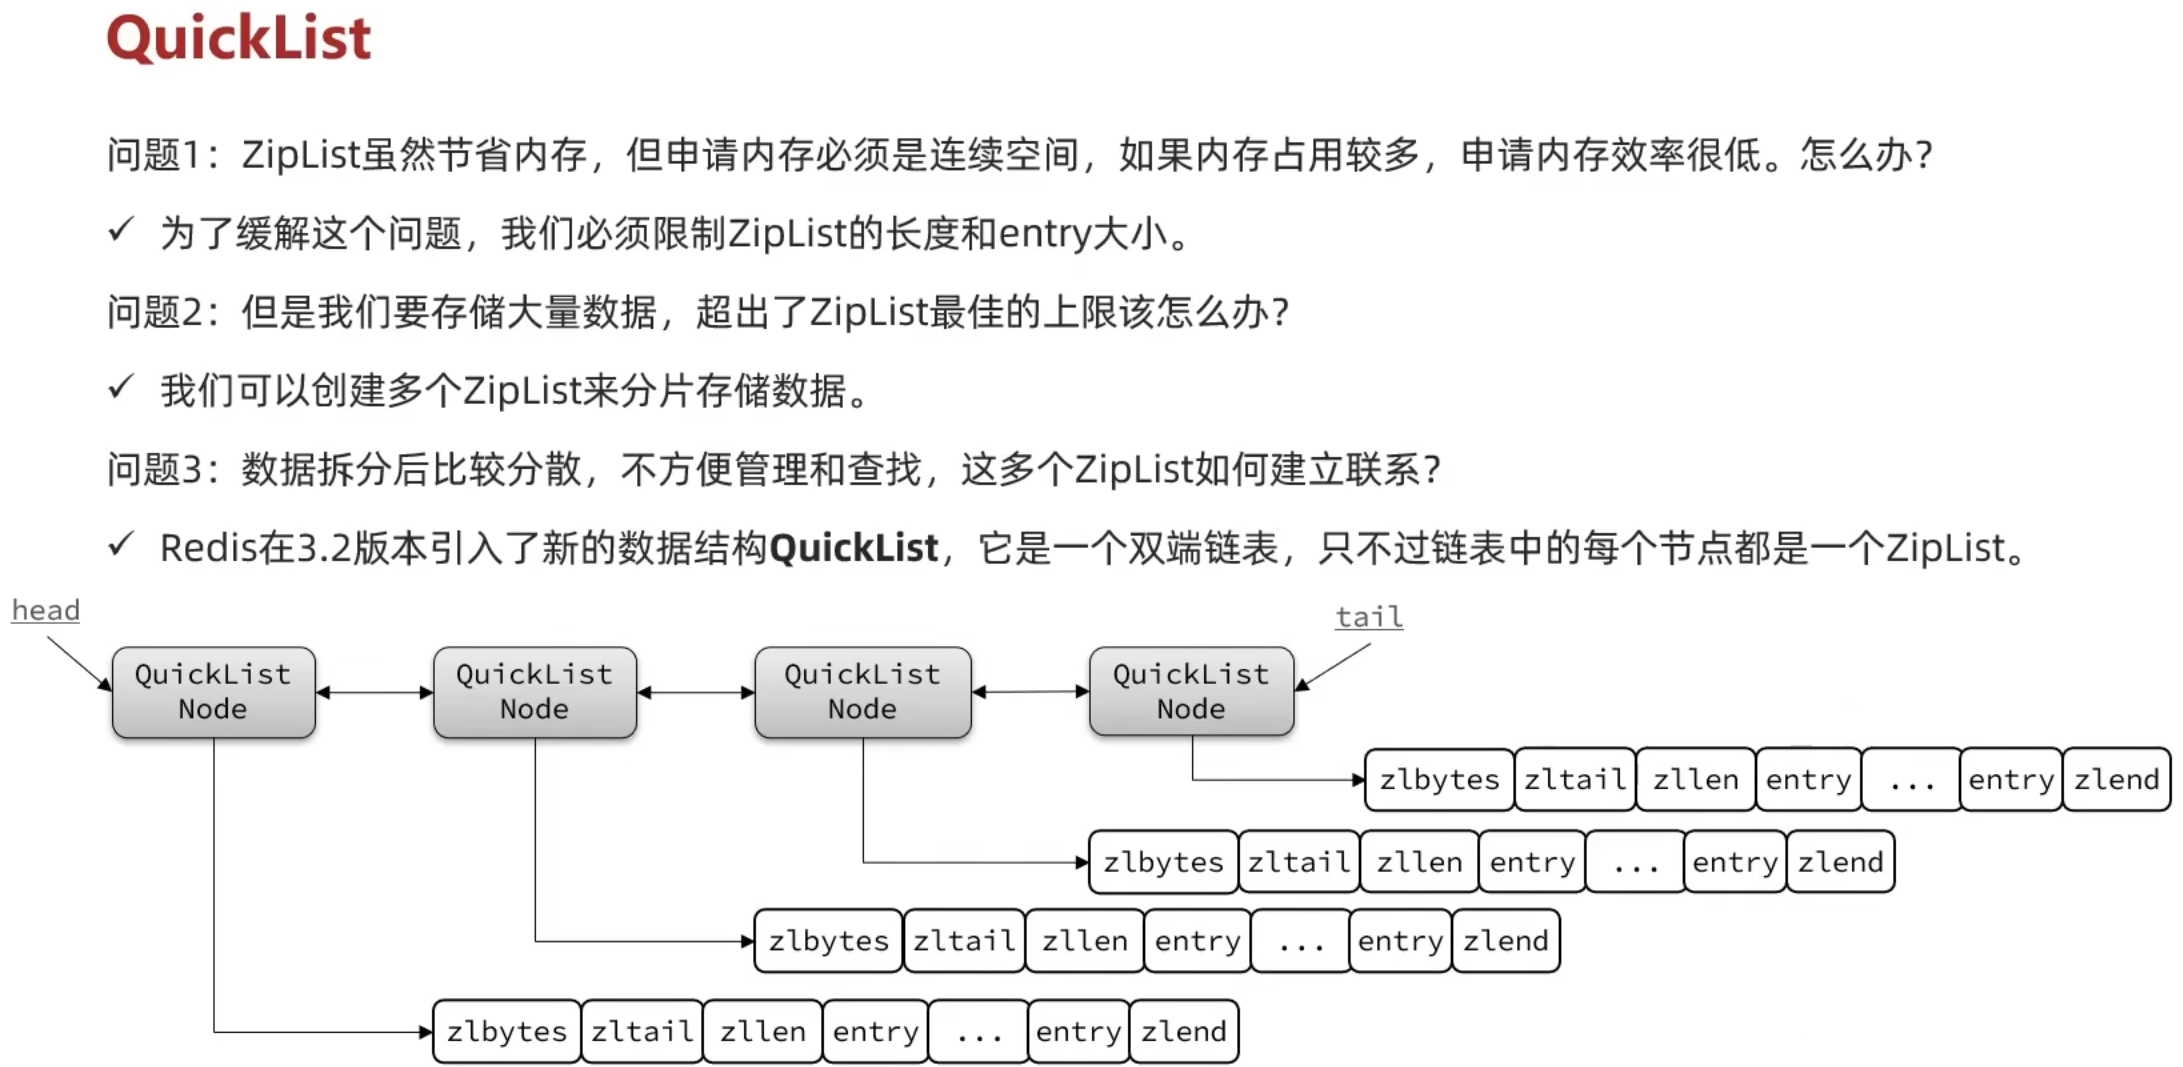 QuickList
问题1：ZipList虽然节省内存，但申请内存必须是连续空间，如果内存占用较多，申请内存效率很低。怎么办？
✓ 为了缓解这个问题，我们必须限制ZipList的长度和entry大小。
问题2：但是我们要存储大量数据，超出了ZipList最佳的上限该怎么办？
✓ 我们可以创建多个ZipList来分片存储数据。
问题3：数据拆分后比较分散，不方便管理和查找，这多个ZipList如何建立联系？
✓ Redis在3.2版本引入了新的数据结构QuickList，它是一个双端链表，只不过链表中的每个节点都是一个ZipList。
head
tail
QuickList
Node
QuickList
Node
QuickList
Node
QuickList
Node
zlbytes zltail zllen entry ... entry zlend
zlbytes zltail zllen entry ... entry zlend
zlbytes zltail zllen entry ... entry zlend
zlbytes zltail zllen entry ... entry zlend